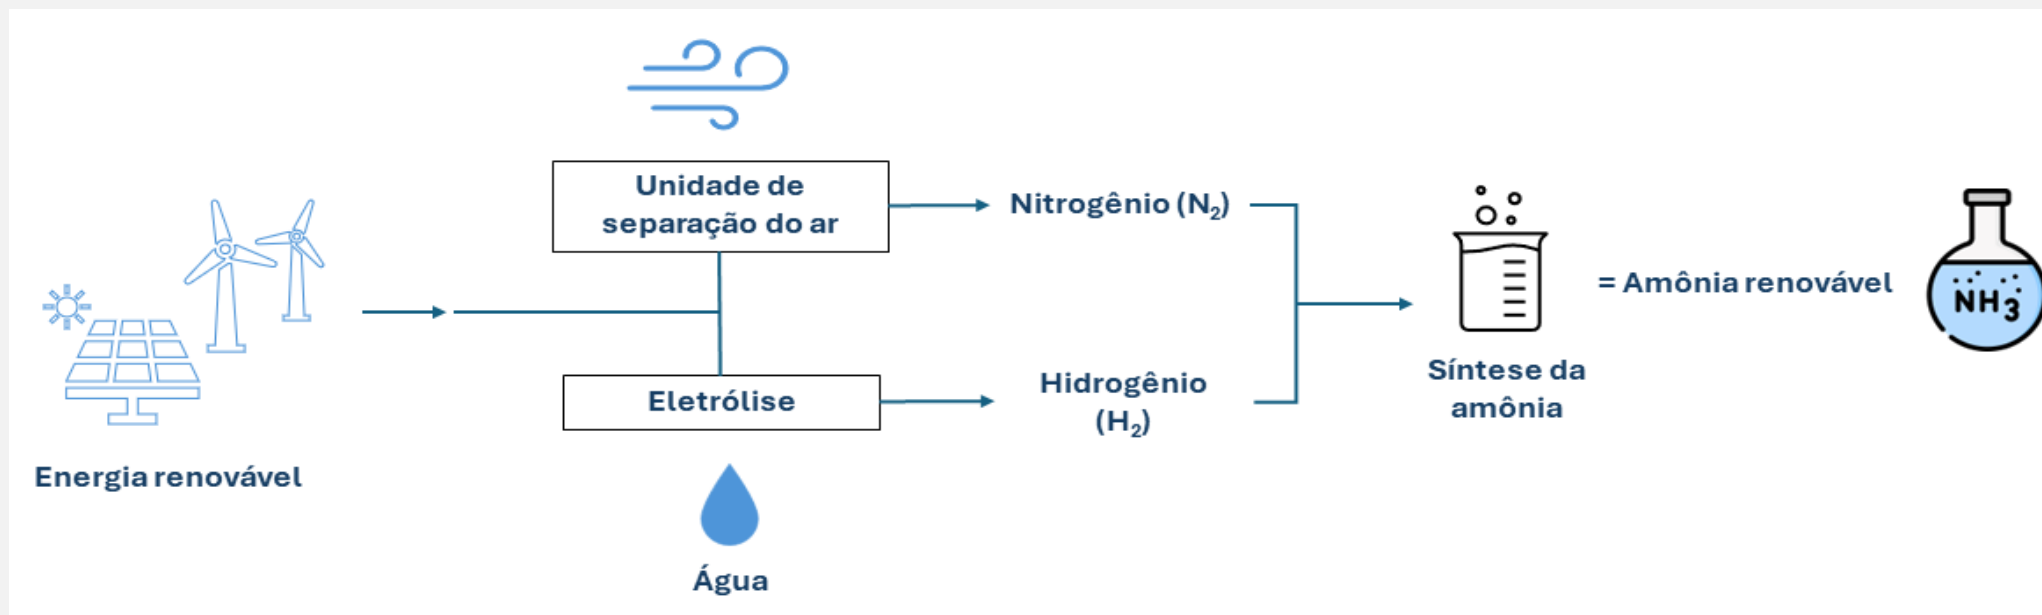 Unidade de
separação do ar
Nitrogênio (N₂)
= Amônia renovável
NH₃
Eletrólise
Hidrogênio
(H₂)
Síntese da
amônia
Energia renovável
Água